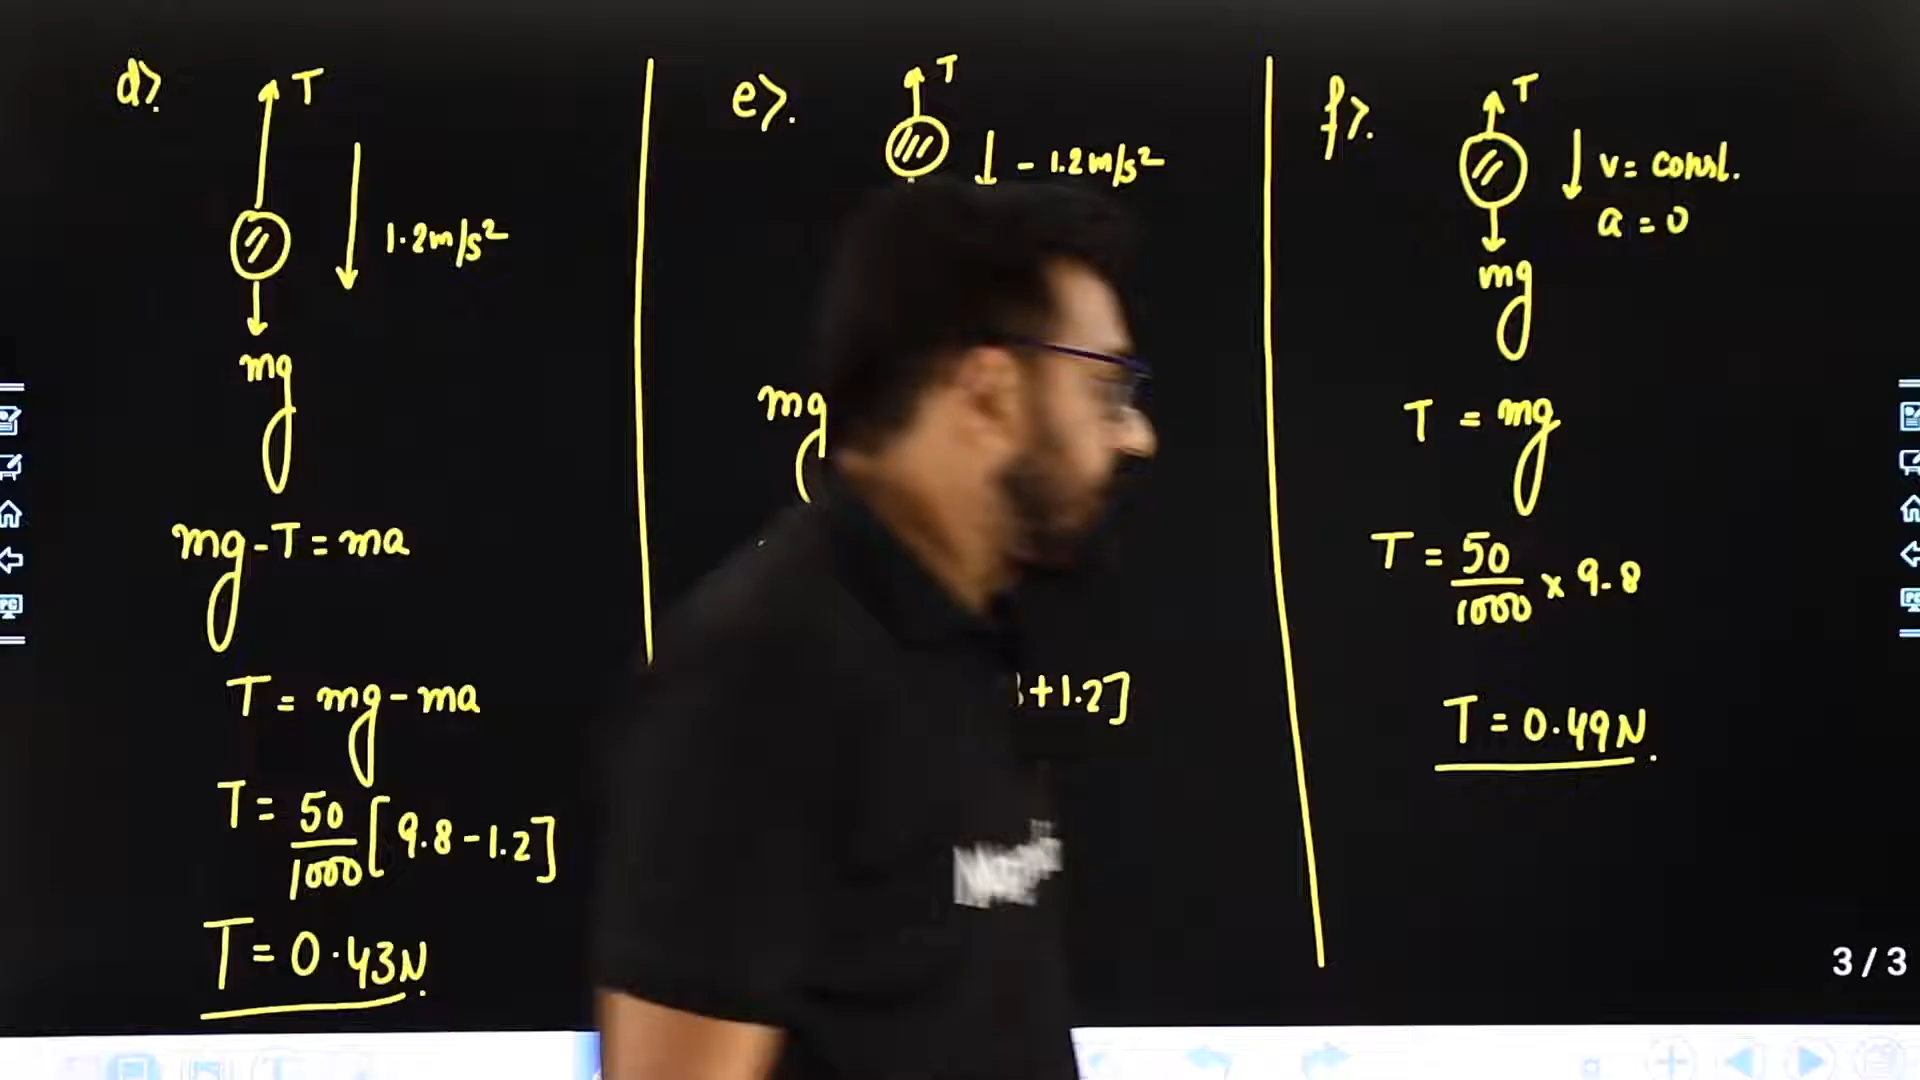 d).
T
1.2m/s²
mg
mg-T=ma
T= mg-ma
T= 50/1000 [9.8-1.2]
T=0.43N.
e).
T
- 1.2m/s²
mg
+1.2]
f).
T
v= const.
a = 0
mg
T = mg
T = 50/1000 × 9.8
T=0.49N.
3/3